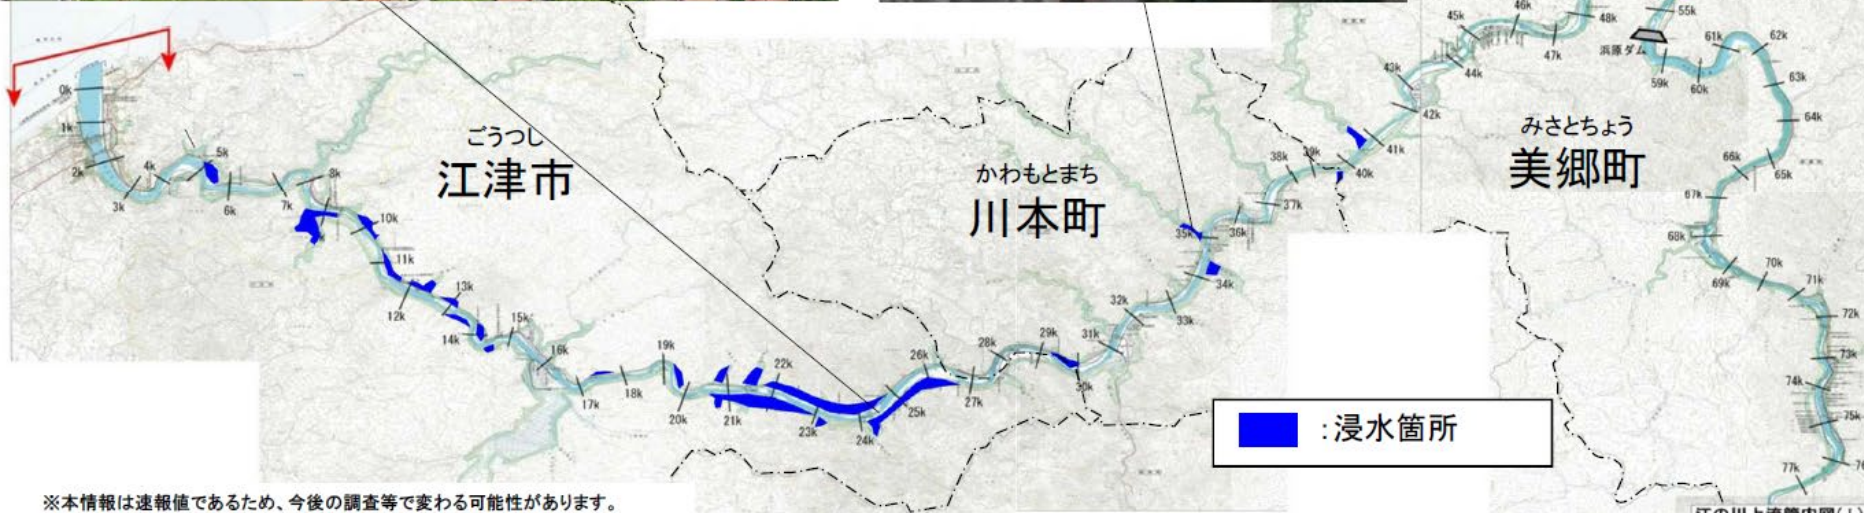 0k
1k
2k
3k
4k
5k
6k
7k
8k
10k
11k
12k
13k
14k
15k
16k
17k
18k
19k
20k
21k
22k
23k
24k
25k
26k
27k
28k
29k
30k
31k
32k
33k
34k
35k
36k
37k
38k
39k
40k
41k
42k
43k
44k
45k
46k
47k
48k
55k
浜原ダム
59k
60k
61k
62k
63k
64k
65k
66k
67k
68k
69k
70k
71k
72k
73k
74k
75k
77k
ごうつし
江津市
かわもとまち
川本町
みさとちょう
美郷町
:浸水箇所
※本情報は速報値であるため、今後の調査等で変わる可能性があります。